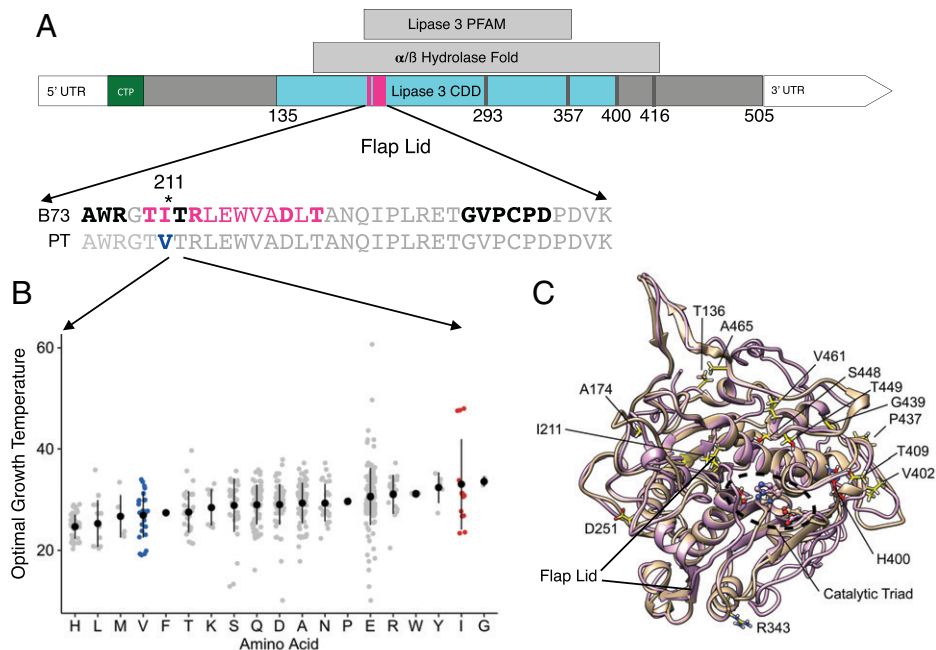 A
Lipase 3 PFAM
α/ß Hydrolase Fold
5' UTR
CTP
Lipase 3 CDD
3' UTR
135
293
357
400
416
505
Flap Lid
211
*
B73
AWRGTITRLEWVADLTANQIPLRETGVPCPDPDVK
PT
AWRGTVTRLEWVADLTANQIPLRETGVPCPDPDVK
B
Optimal Growth Temperature
60
40
20
H L M V F T K S Q D A N P E R W Y I G
Amino Acid
C
T136
A465
V461
S448
T449
G439
P437
A174
I211
T409
V402
D251
H400
Flap Lid
Catalytic Triad
R343